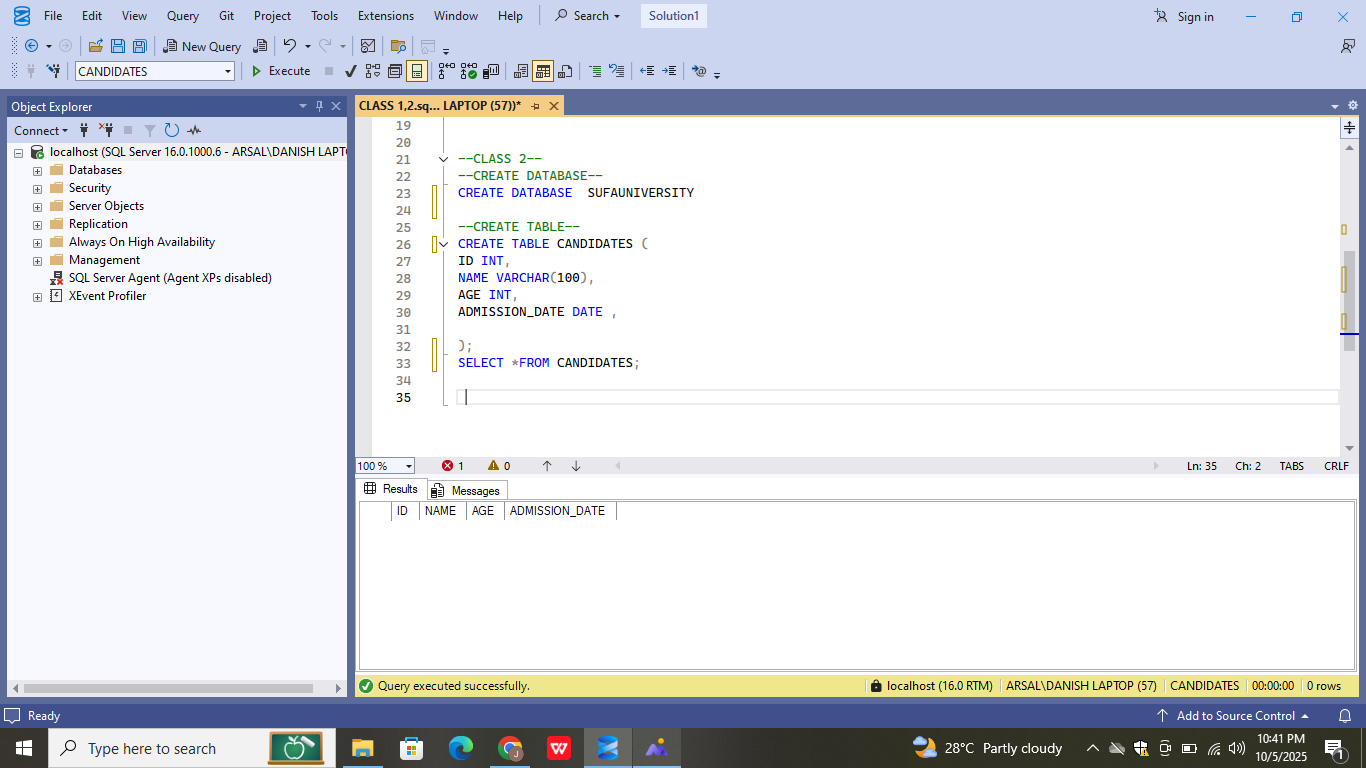 File Edit View Query Git Project Tools Extensions Window Help Search Solution1 Sign in
New Query
CANDIDATES Execute
Object Explorer
Connect
localhost (SQL Server 16.0.1000.6 - ARSAL\DANISH LAPT
Databases
Security
Server Objects
Replication
Always On High Availability
Management
SQL Server Agent (Agent XPs disabled)
XEvent Profiler
CLASS 1,2.sq... LAPTOP (57))*
19
20
21 --CLASS 2--
22 --CREATE DATABASE--
23 CREATE DATABASE  SUFAUNIVERSITY
24
25 --CREATE TABLE--
26 CREATE TABLE CANDIDATES (
27 ID INT,
28 NAME VARCHAR(100),
29 AGE INT,
30 ADMISSION_DATE DATE ,
31
32 );
33 SELECT *FROM CANDIDATES;
34
35
100 % 1 0 Ln: 35 Ch: 2 TABS CRLF
Results Messages
ID NAME AGE ADMISSION_DATE
Query executed successfully. localhost (16.0 RTM) ARSAL\DANISH LAPTOP (57) CANDIDATES 00:00:00 0 rows
Ready Add to Source Control
Type here to search 28°C Partly cloudy 10:41 PM
10/5/2025 1